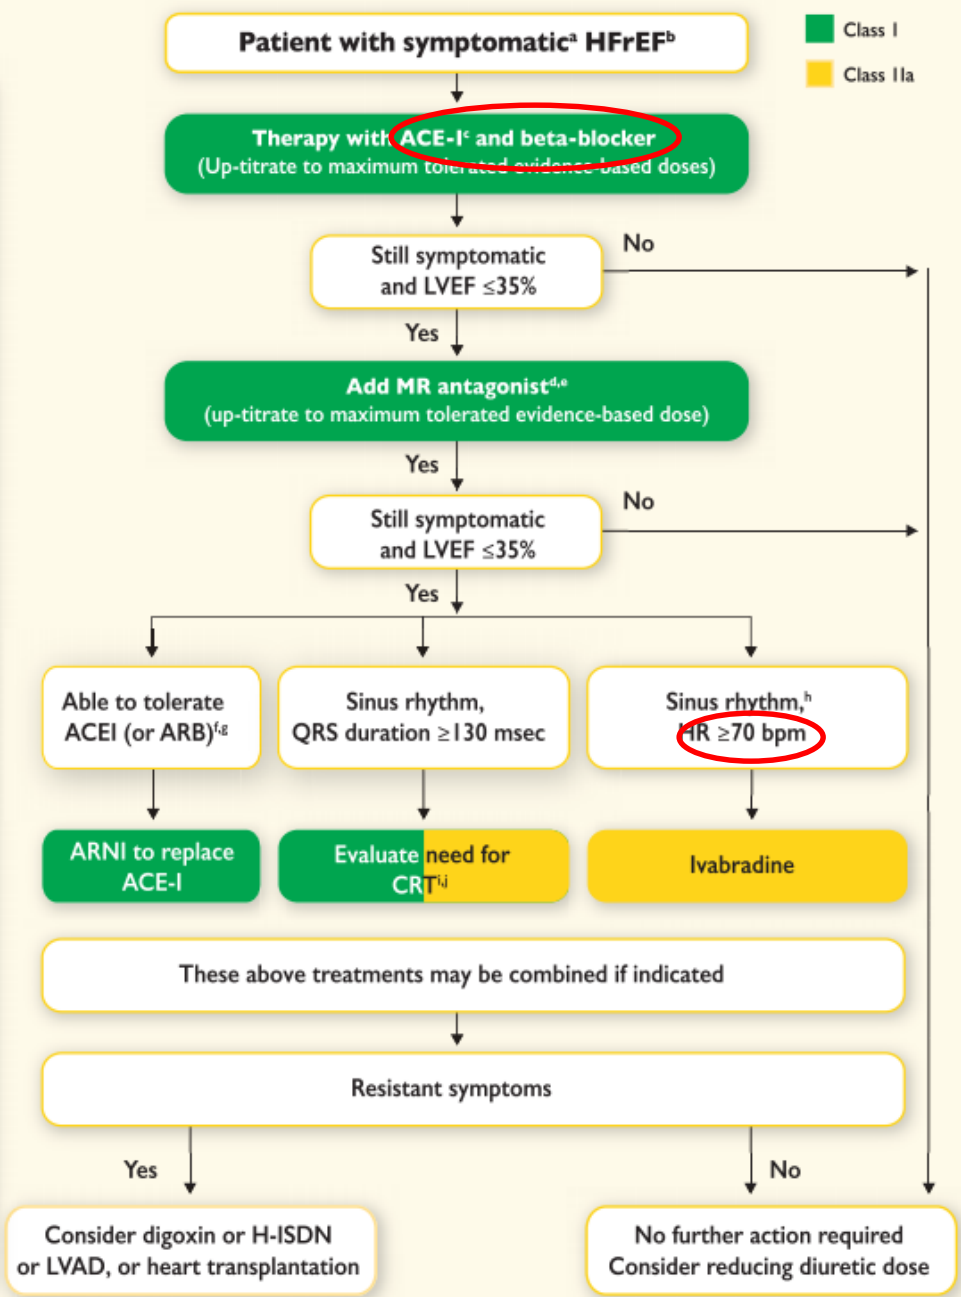 Patient with symptomaticᵃ HFrEFᵇ
Class I
Class IIa
Therapy with ACE-Iᶜ and beta-blocker
(Up-titrate to maximum tolerated evidence-based doses)
Still symptomatic
and LVEF ≤35%
No
Yes
Add MR antagonistᵈ,ᵉ
(up-titrate to maximum tolerated evidence-based dose)
Yes
Still symptomatic
and LVEF ≤35%
No
Yes
Able to tolerate
ACEI (or ARB)ᶠ,ᵍ
Sinus rhythm,
QRS duration ≥130 msec
Sinus rhythm,ʰ
HR ≥70 bpm
ARNI to replace
ACE-I
Evaluate need for
CRTⁱ,ʲ
Ivabradine
These above treatments may be combined if indicated
Resistant symptoms
Yes
No
Consider digoxin or H-ISDN
or LVAD, or heart transplantation
No further action required
Consider reducing diuretic dose